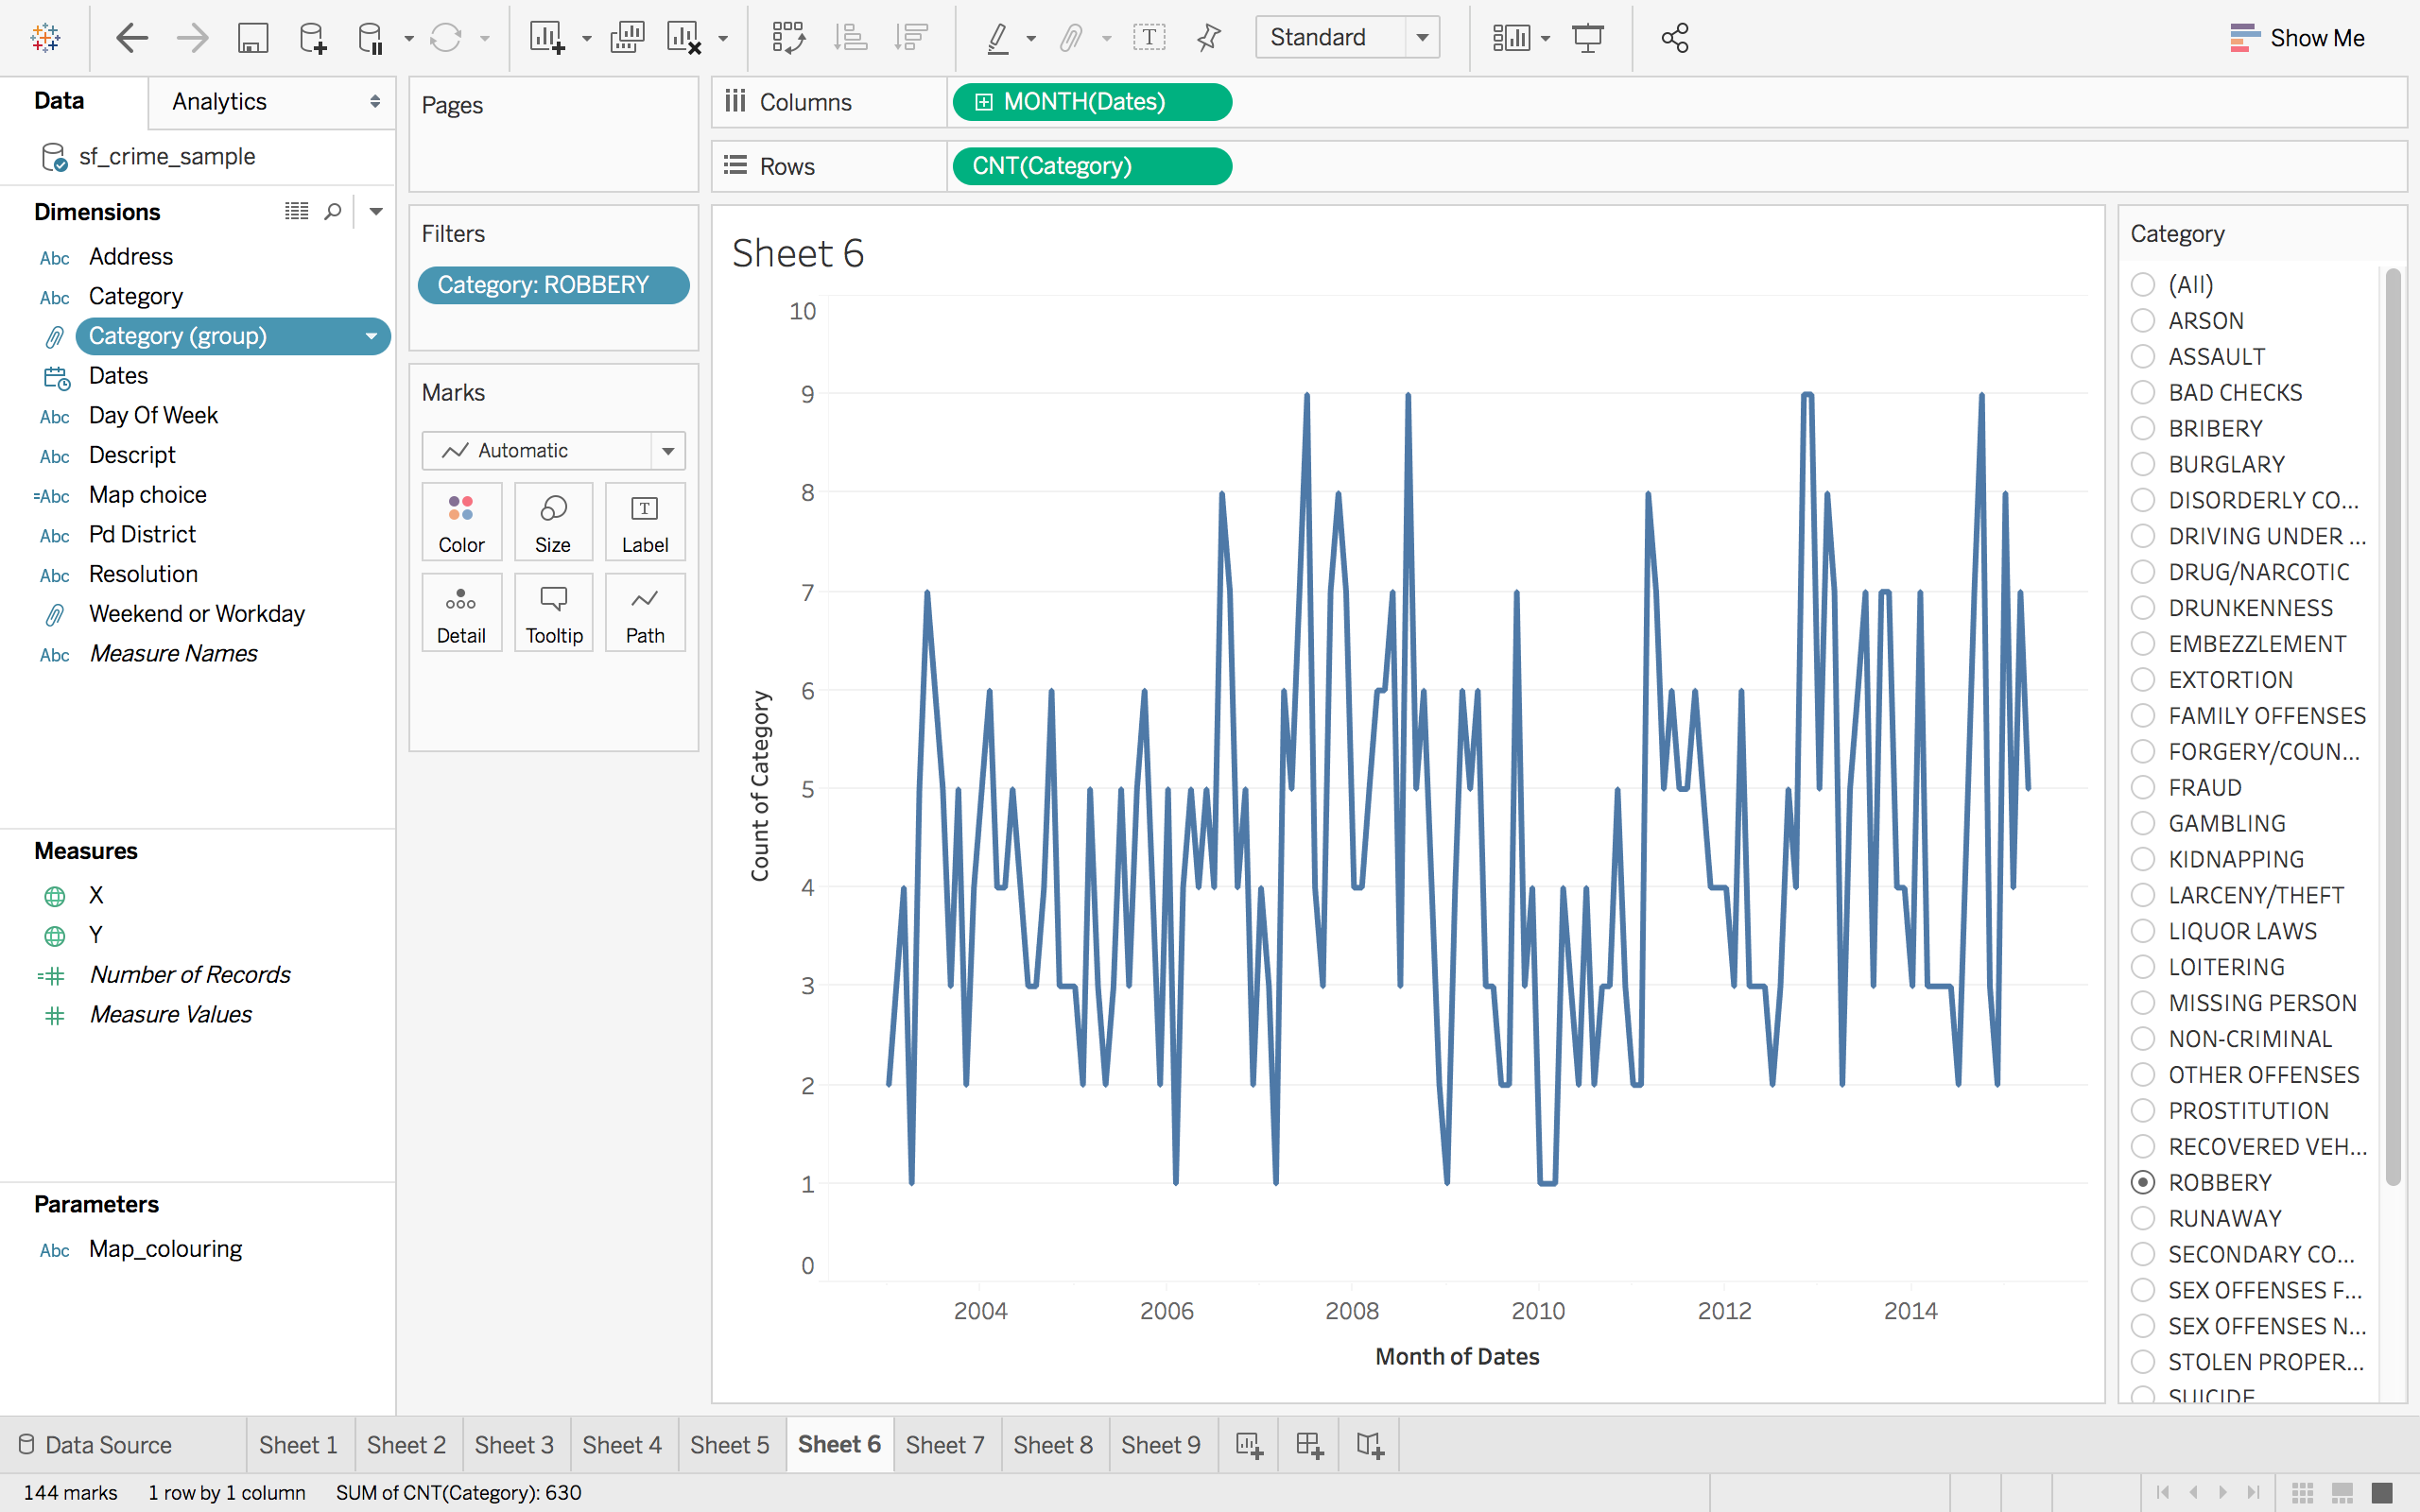 Standard
Show Me
Data
Analytics
sf_crime_sample
Dimensions
Abc Address
Abc Category
Category (group)
Dates
Abc Day Of Week
Abc Descript
=Abc Map choice
Abc Pd District
Abc Resolution
Weekend or Workday
Abc Measure Names
Measures
X
Y
=# Number of Records
# Measure Values
Parameters
Abc Map_colouring
Pages
Filters
Category: ROBBERY
Marks
Automatic
Color
Size
T
Label
Detail
Tooltip
Path
Columns
MONTH(Dates)
Rows
CNT(Category)
Sheet 6
10
9
8
7
6
5
4
3
2
1
0
Count of Category
2004
2006
2008
2010
2012
2014
Month of Dates
Category
(All)
ARSON
ASSAULT
BAD CHECKS
BRIBERY
BURGLARY
DISORDERLY CO...
DRIVING UNDER ...
DRUG/NARCOTIC
DRUNKENNESS
EMBEZZLEMENT
EXTORTION
FAMILY OFFENSES
FORGERY/COUN...
FRAUD
GAMBLING
KIDNAPPING
LARCENY/THEFT
LIQUOR LAWS
LOITERING
MISSING PERSON
NON-CRIMINAL
OTHER OFFENSES
PROSTITUTION
RECOVERED VEH...
ROBBERY
RUNAWAY
SECONDARY CO...
SEX OFFENSES F...
SEX OFFENSES N...
STOLEN PROPER...
SUICIDE
Data Source
Sheet 1
Sheet 2
Sheet 3
Sheet 4
Sheet 5
Sheet 6
Sheet 7
Sheet 8
Sheet 9
144 marks
1 row by 1 column
SUM of CNT(Category): 630